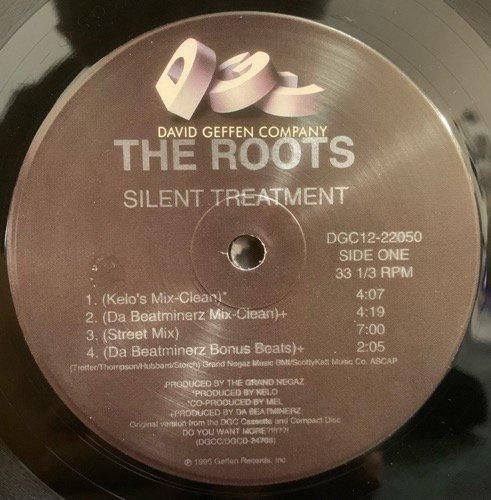 DGC
DAVID GEFFEN COMPANY
THE ROOTS
SILENT TREATMENT
DGC12-22050
SIDE ONE
33 1/3 RPM
1. (Kelo's Mix-Clean)* 4:07
2. (Da Beatminerz Mix-Clean)+ 4:19
3. (Street Mix) 7:00
4. (Da Beatminerz Bonus Beats)+ 2:05
(Trotter/Thompson/Hubbard/Storch) Grand Negaz Music BMI/ScottyKatt Music Co. ASCAP
PRODUCED BY THE GRAND NEGAZ
*PRODUCED BY KELO
*CO-PRODUCED BY MEL
+PRODUCED BY DA BEATMINERZ
Original version from the DGC Cassette and Compact Disc
DO YOU WANT MORE?!!!??!
(DGCC/DGCD-24708)
℗ 1995 Geffen Records, Inc